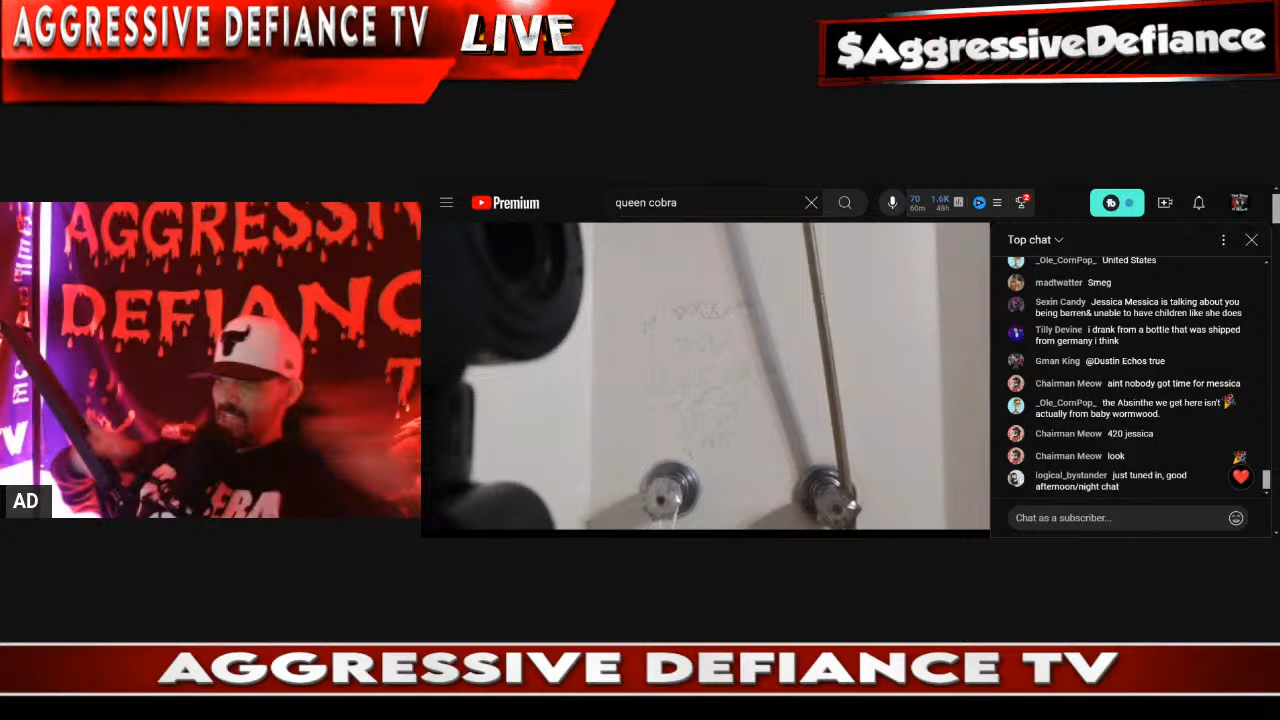 AGGRESSIVE DEFIANCE TV
LIVE
$AggressiveDefiance
Premium
queen cobra
70
60m
1.6K
48h
2
AGGRESSIV
DEFIANC
T
AD
Top chat
_Ole_CornPop_ United States
madtwatter Smeg
Sexin Candy Jessica Messica is talking about you
being barren& unable to have children like she does
Tilly Devine i drank from a bottle that was shipped
from germany i think
Gman King @Dustin Echos true
Chairman Meow aint nobody got time for messica
_Ole_CornPop_ the Absinthe we get here isn't
actually from baby wormwood.
Chairman Meow 420 jessica
Chairman Meow look
logical_bystander just tuned in, good
afternoon/night chat
Chat as a subscriber...
AGGRESSIVE DEFIANCE TV